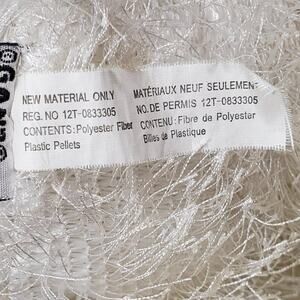 NEW MATERIAL ONLY
REG. NO 12T-0833305
CONTENTS: Polyester Fiber
Plastic Pellets
MATÉRIAUX NEUF SEULEMENT
NO. DE PERMIS 12T-0833305
CONTENU: Fibre de Polyester
Billes de Plastique